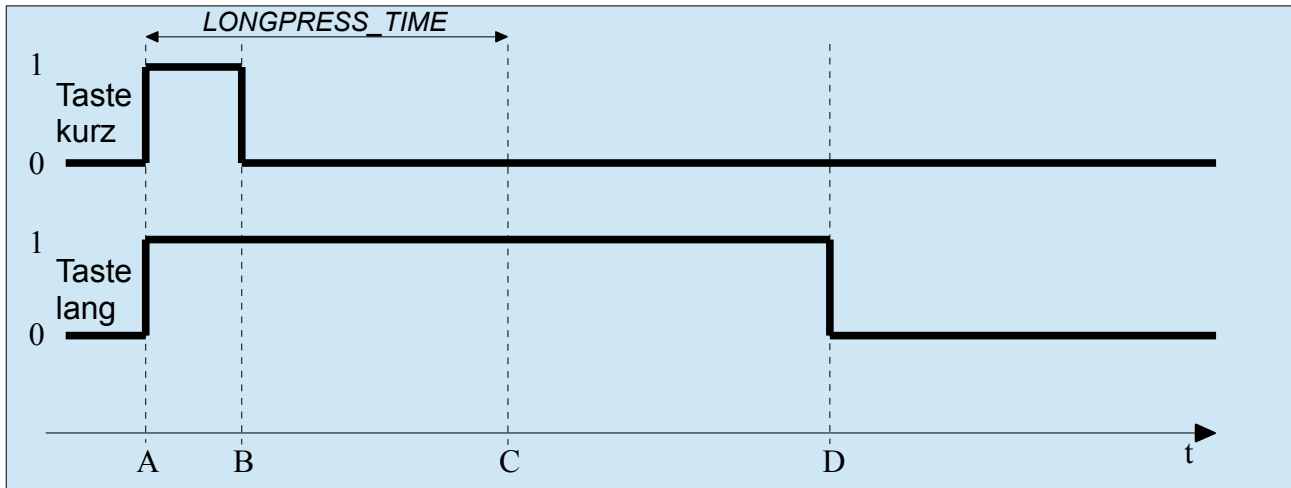 LONGPRESS_TIME
1
Taste
kurz
0
1
Taste
lang
0
A B C D t